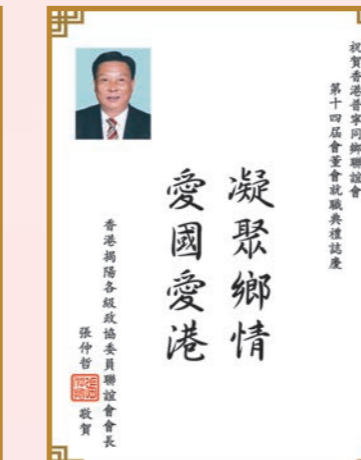 祝賀香港普寧同鄉聯誼會
第十四屆會董會就職典禮誌慶
凝聚鄉情
愛國愛港
香港揭陽各級政協委員聯誼會會長
張仲哲
敬賀